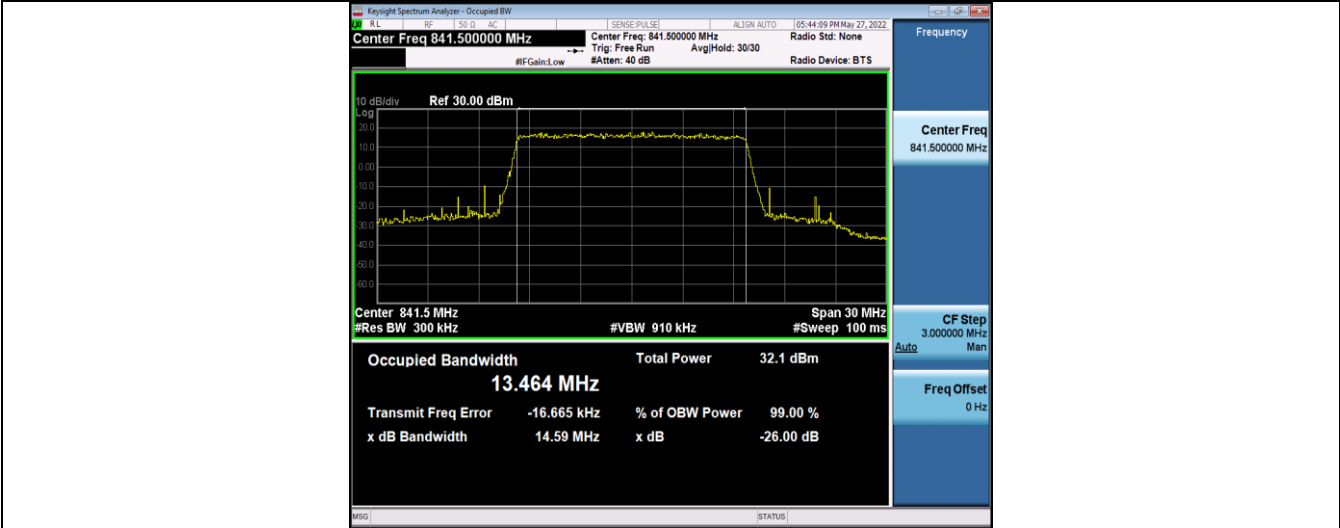 Keysight Spectrum Analyzer - Occupied BW
RL RF 50 Ω AC SENSE:PULSE ALIGN AUTO 05:44:09 PM May 27, 2022
Center Freq 841.500000 MHz
Center Freq: 841.500000 MHz Radio Std: None
Trig: Free Run Avg|Hold: 30/30
#IFGain:Low #Atten: 40 dB Radio Device: BTS
10 dB/div Ref 30.00 dBm
Log
20.0
10.0
0.00
-10.0
-20.0
-30.0
-40.0
-50.0
-60.0
Center 841.5 MHz Span 30 MHz
#Res BW 300 kHz #VBW 910 kHz #Sweep 100 ms
Occupied Bandwidth Total Power 32.1 dBm
13.464 MHz
Transmit Freq Error -16.665 kHz % of OBW Power 99.00 %
x dB Bandwidth 14.59 MHz x dB -26.00 dB
MSG STATUS
Frequency
Center Freq
841.500000 MHz
CF Step
3.000000 MHz
Auto Man
Freq Offset
0 Hz